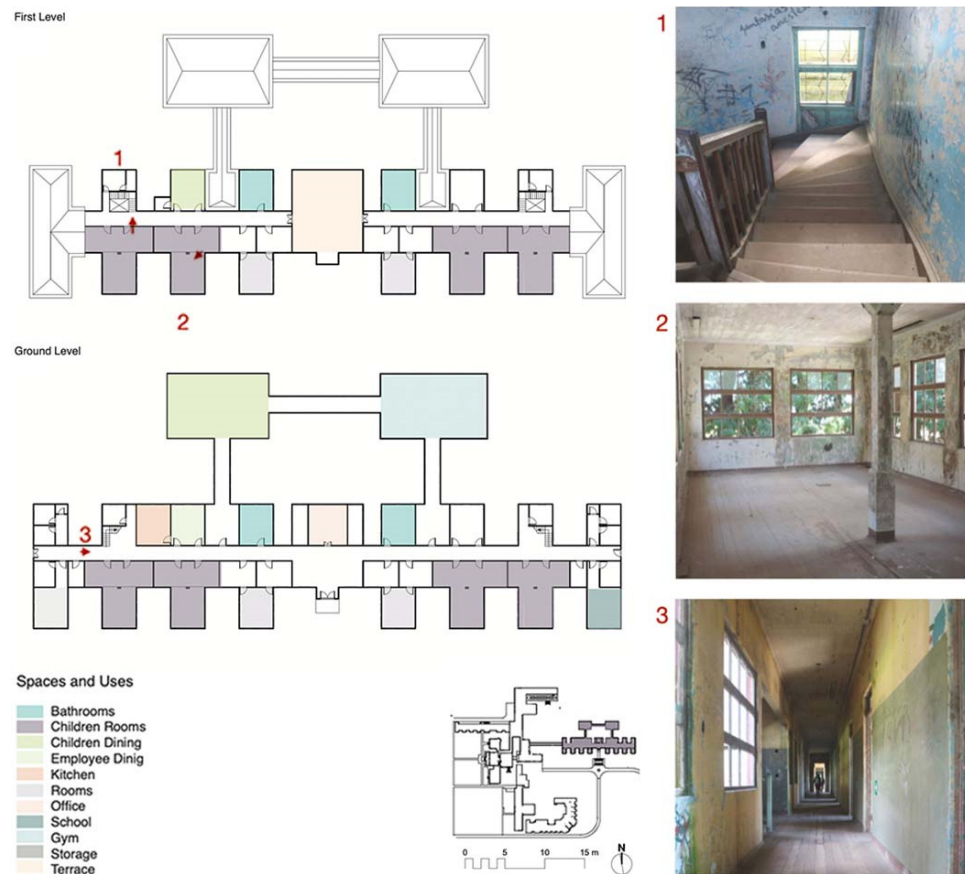 First Level
1
1
2
2
Ground Level
3
3
Spaces and Uses
Bathrooms
Children Rooms
Children Dining
Employee Dinig
Kitchen
Rooms
Office
School
Gym
Storage
Terrace
0 5 10 15 m
N